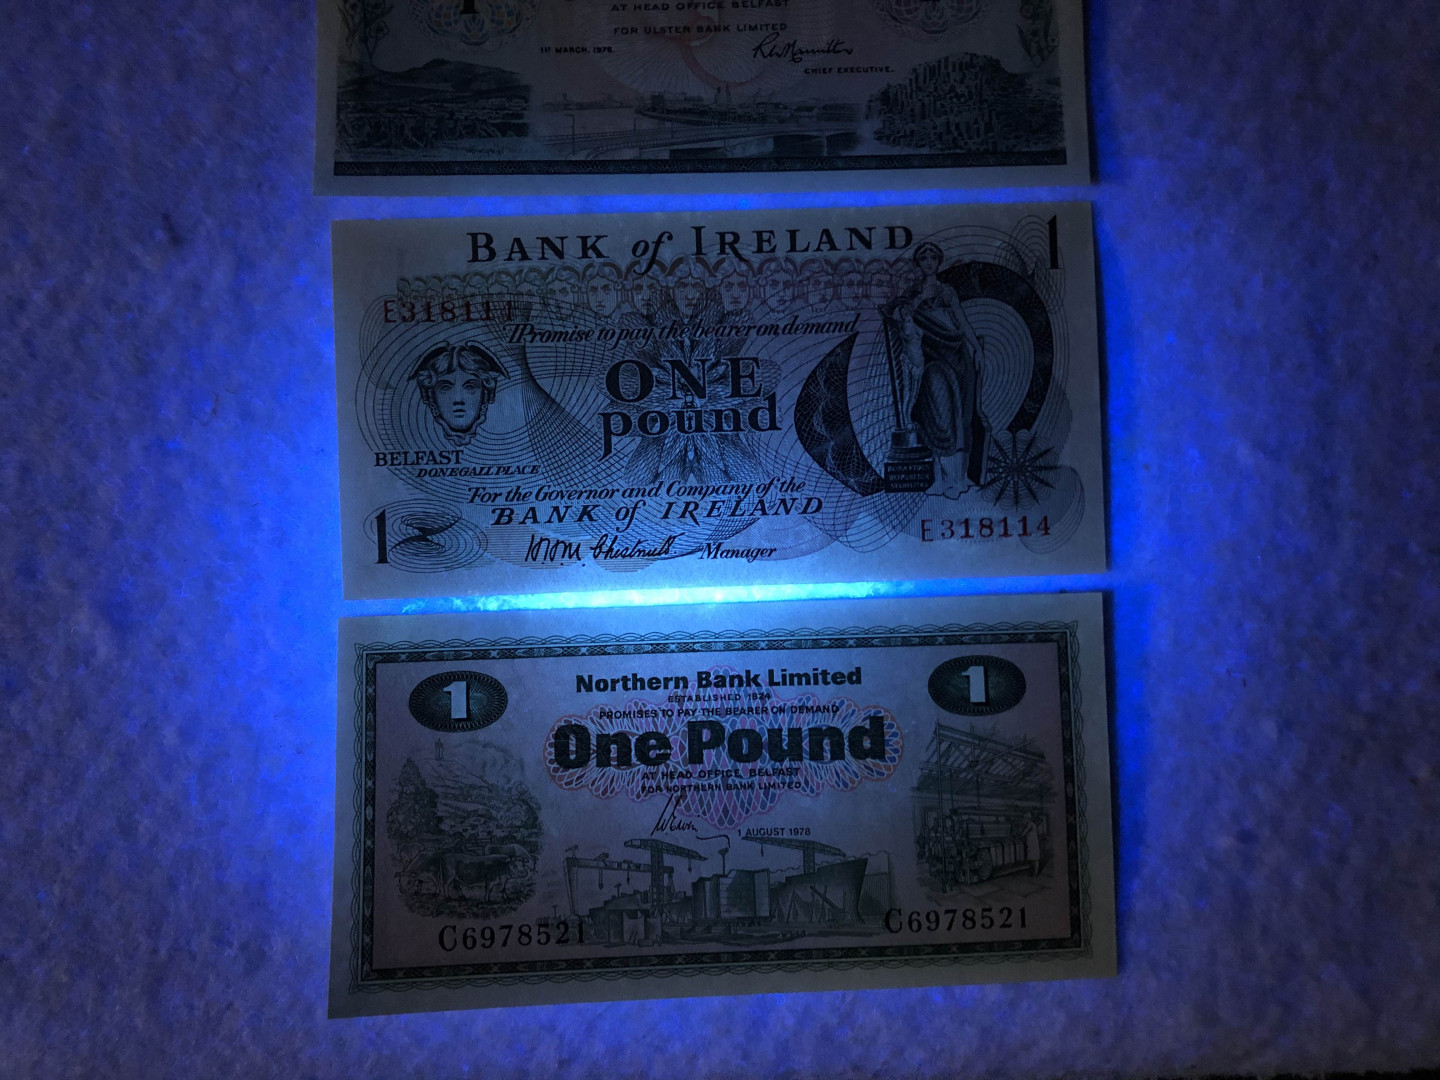 1
AT HEAD OFFICE BELFAST
FOR ULSTER BANK LIMITED
1ST MARCH, 1976.
CHIEF EXECUTIVE.
BANK of IRELAND
1
E318114
I Promise to pay the bearer on demand
ONE
pound
BELFAST
DONEGALL PLACE
For the Governor and Company of the
BANK of IRELAND
1
Manager
E318114
1
Northern Bank Limited
1
ESTABLISHED 1824
PROMISES TO PAY THE BEARER ON DEMAND
One Pound
AT HEAD OFFICE, BELFAST
FOR NORTHERN BANK LIMITED
1 AUGUST 1978
C6978521
C6978521